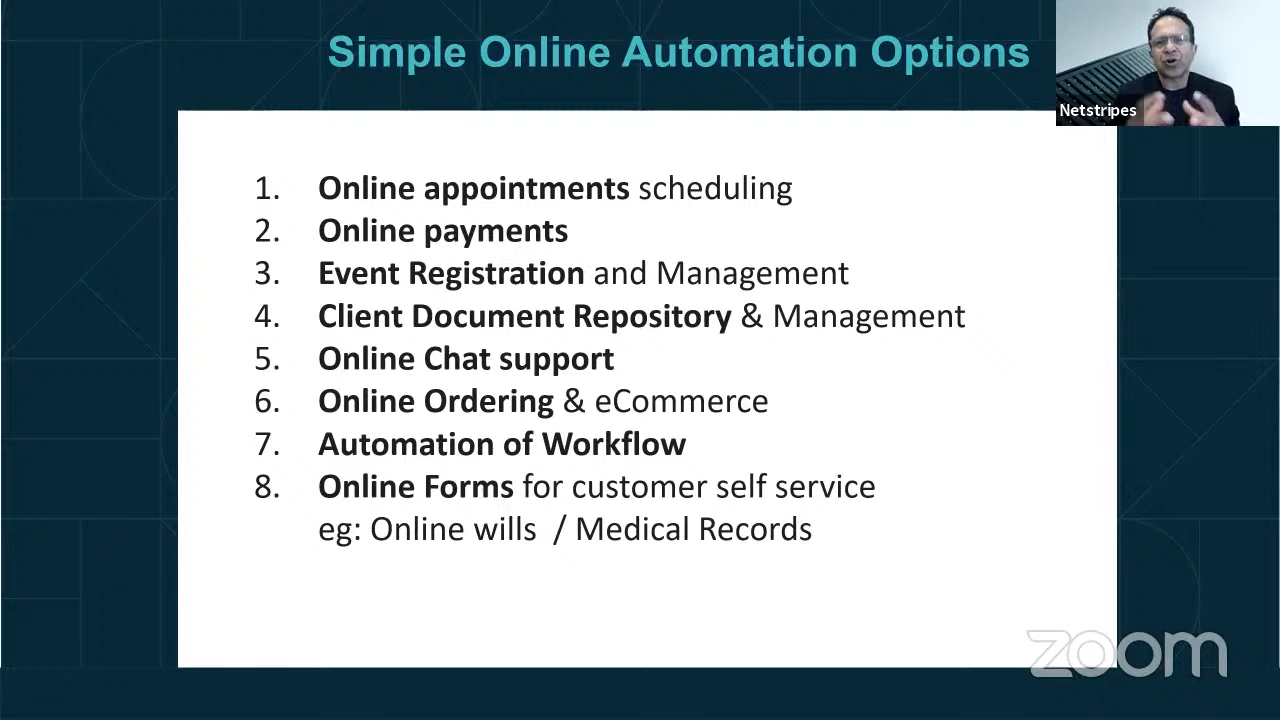 Simple Online Automation Options
Netstripes
1. Online appointments scheduling
2. Online payments
3. Event Registration and Management
4. Client Document Repository & Management
5. Online Chat support
6. Online Ordering & eCommerce
7. Automation of Workflow
8. Online Forms for customer self service
eg: Online wills / Medical Records
zoom